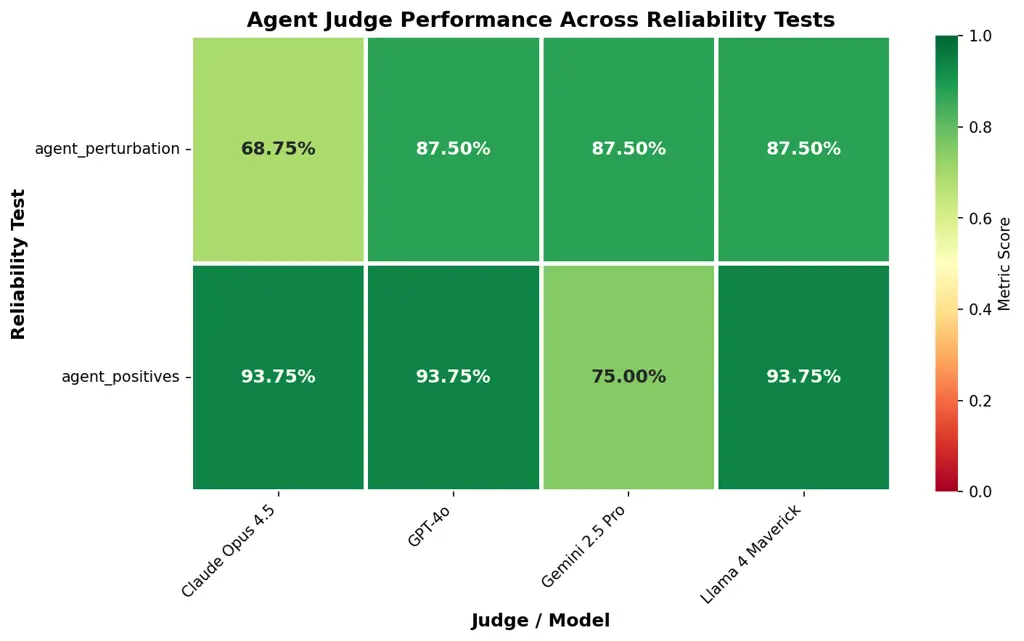 Agent Judge Performance Across Reliability Tests
Reliability Test
agent_perturbation
68.75%
87.50%
87.50%
87.50%
agent_positives
93.75%
93.75%
75.00%
93.75%
Claude Opus 4.5
GPT-4o
Gemini 2.5 Pro
Llama 4 Maverick
Judge / Model
1.0
0.8
0.6
0.4
0.2
0.0
Metric Score